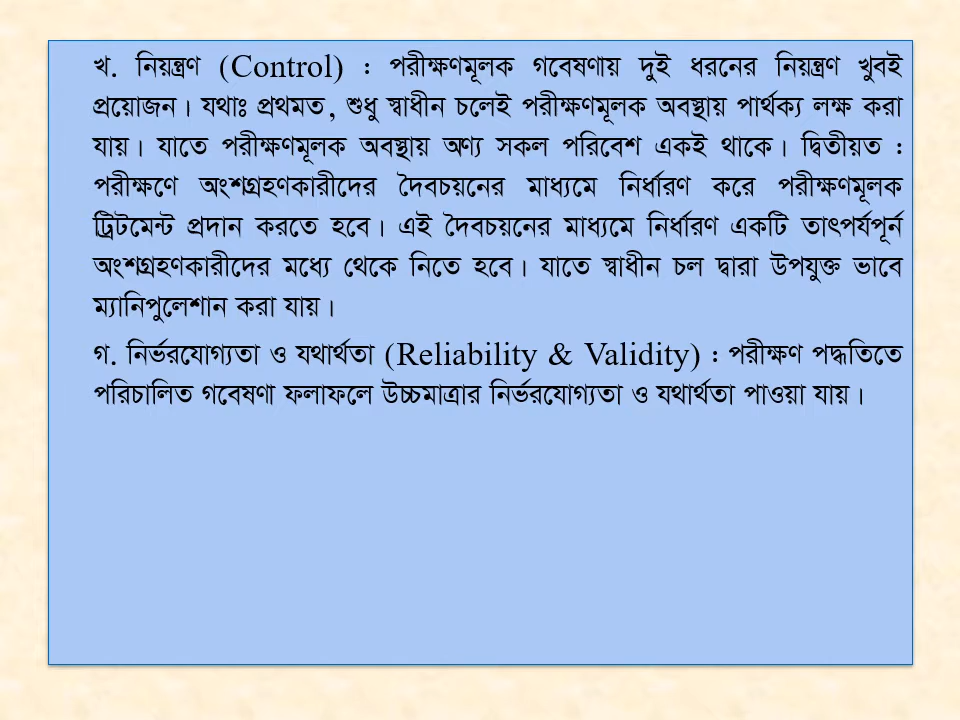 খ. নিয়ন্ত্রণ (Control) : পরীক্ষণমূলক গবেষণায় দুই ধরনের নিয়ন্ত্রণ খুবই
প্রয়োজন। যথাঃ প্রথমত, শুধু স্বাধীন চলেই পরীক্ষণমূলক অবস্থায় পার্থক্য লক্ষ করা
যায়। যাতে পরীক্ষণমূলক অবস্থায় অণ্য সকল পরিবেশ একই থাকে। দ্বিতীয়ত :
পরীক্ষণে অংশগ্রহণকারীদের দৈবচয়নের মাধ্যমে নির্ধারণ করে পরীক্ষণমূলক
ট্রিটমেন্ট প্রদান করতে হবে। এই দৈবচয়নের মাধ্যমে নির্ধারণ একটি তাৎপর্যপূর্ন
অংশগ্রহণকারীদের মধ্যে থেকে নিতে হবে। যাতে স্বাধীন চল দ্বারা উপযুক্ত ভাবে
ম্যানিপুলেশান করা যায়।
গ. নির্ভরযোগ্যতা ও যথার্থতা (Reliability & Validity) : পরীক্ষণ পদ্ধতিতে
পরিচালিত গবেষণা ফলাফলে উচ্চমাত্রার নির্ভরযোগ্যতা ও যথার্থতা পাওয়া যায়।